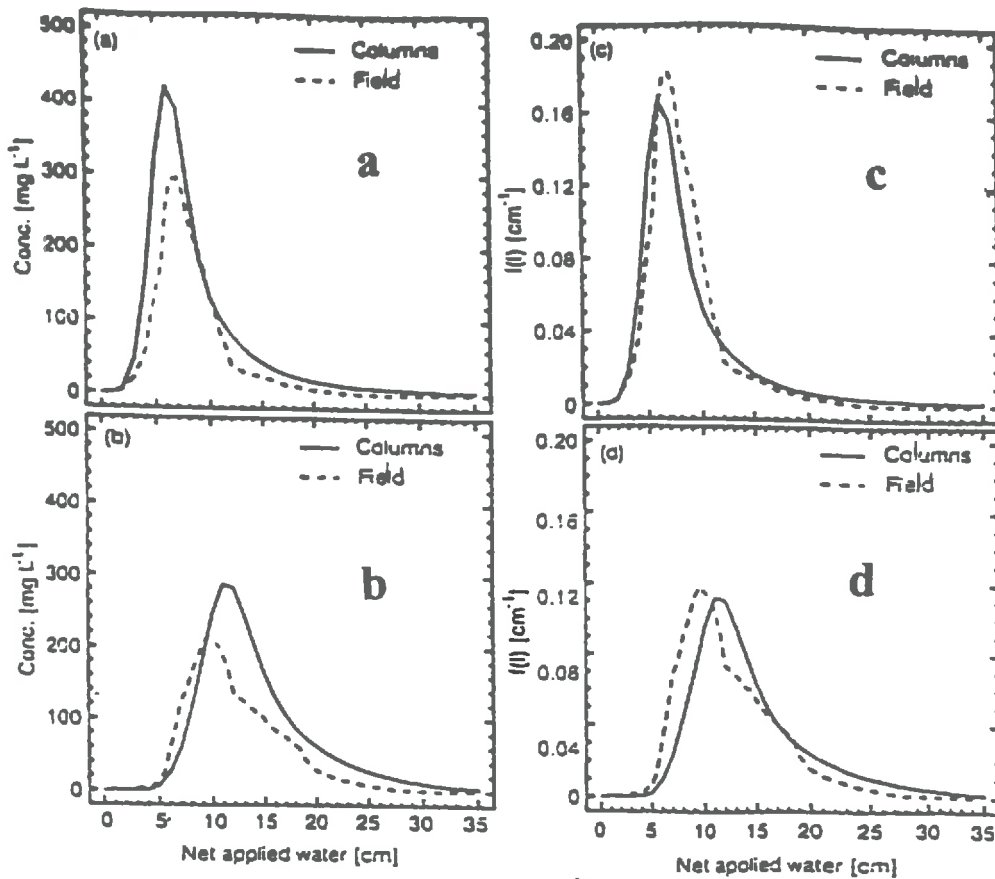 (a)
Columns
Field
a
500
400
300
200
100
0
Conc. [mg L-1]
(c)
Columns
Field
c
0.20
0.16
0.12
0.08
0.04
0
f(l) [cm-1]
(b)
Columns
Field
b
500
400
300
200
100
0
Conc. [mg L-1]
0 5 10 15 20 25 30 35
Net applied water [cm]
(d)
Columns
Field
d
0.20
0.16
0.12
0.08
0.04
0
f(l) [cm-1]
0 5 10 15 20 25 30 35
Net applied water [cm]